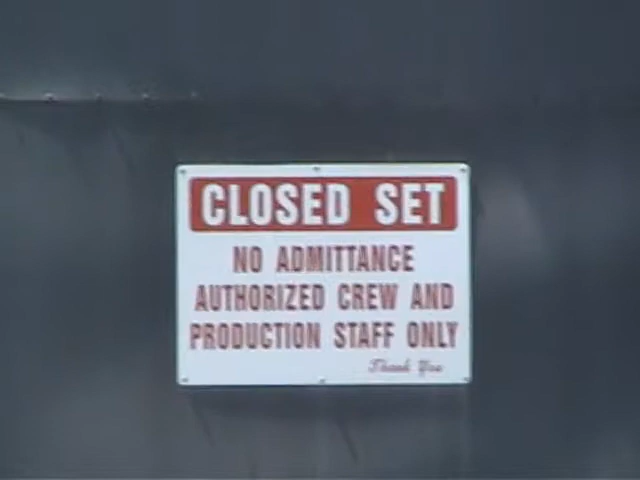 CLOSED SET
NO ADMITTANCE
AUTHORIZED CREW AND
PRODUCTION STAFF ONLY
Thank You